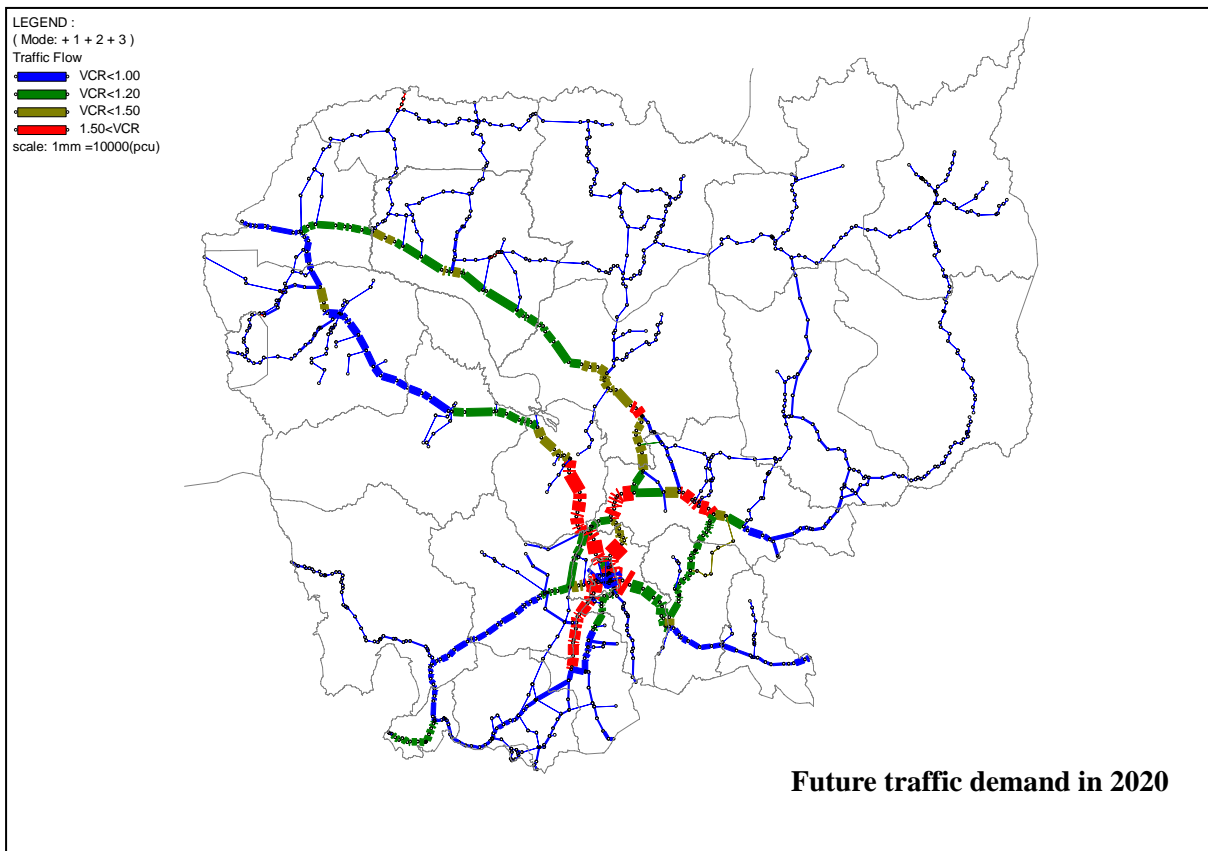 LEGEND :
( Mode: + 1 + 2 + 3 )
Traffic Flow
VCR<1.00
VCR<1.20
VCR<1.50
1.50<VCR
scale: 1mm =10000(pcu)
Future traffic demand in 2020